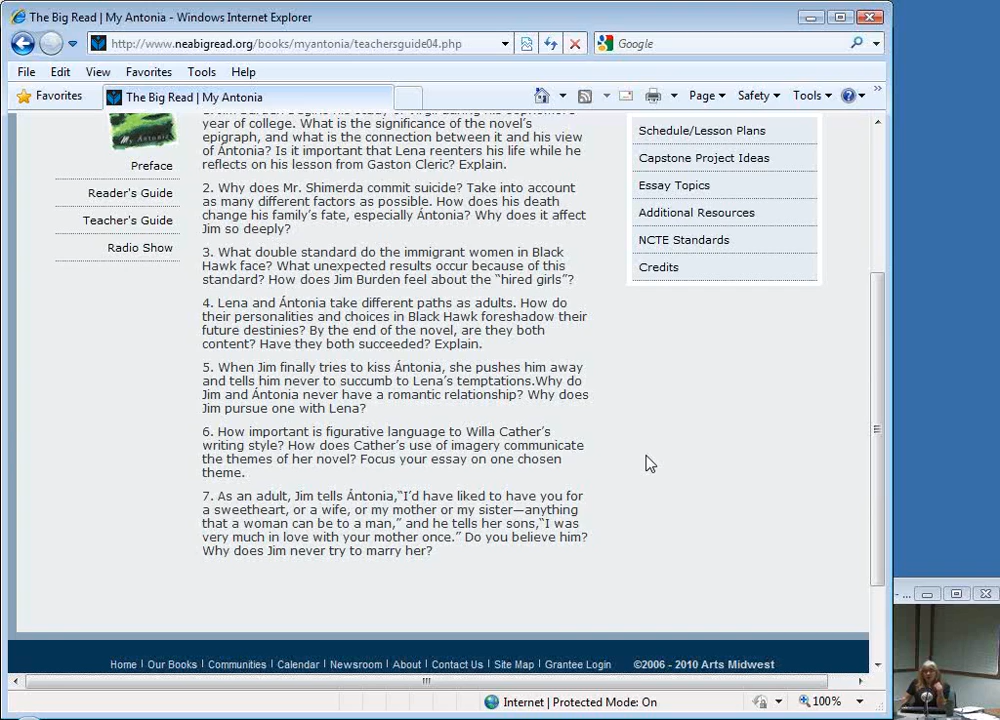 The Big Read | My Antonia - Windows Internet Explorer
http://www.neabigread.org/books/myantonia/teachersguide04.php
Google
File Edit View Favorites Tools Help
Favorites
The Big Read | My Antonia
Page Safety Tools
My Antonia
Preface
Reader's Guide
Teacher's Guide
Radio Show
year of college. What is the significance of the novel's
epigraph, and what is the connection between it and his view
of Ántonia? Is it important that Lena reenters his life while he
reflects on his lesson from Gaston Cleric? Explain.
2. Why does Mr. Shimerda commit suicide? Take into account
as many different factors as possible. How does his death
change his family's fate, especially Ántonia? Why does it affect
Jim so deeply?
3. What double standard do the immigrant women in Black
Hawk face? What unexpected results occur because of this
standard? How does Jim Burden feel about the “hired girls”?
4. Lena and Ántonia take different paths as adults. How do
their personalities and choices in Black Hawk foreshadow their
future destinies? By the end of the novel, are they both
content? Have they both succeeded? Explain.
5. When Jim finally tries to kiss Ántonia, she pushes him away
and tells him never to succumb to Lena's temptations.Why do
Jim and Ántonia never have a romantic relationship? Why does
Jim pursue one with Lena?
6. How important is figurative language to Willa Cather's
writing style? How does Cather's use of imagery communicate
the themes of her novel? Focus your essay on one chosen
theme.
7. As an adult, Jim tells Ántonia,“I'd have liked to have you for
a sweetheart, or a wife, or my mother or my sister—anything
that a woman can be to a man,” and he tells her sons,“I was
very much in love with your mother once.” Do you believe him?
Why does Jim never try to marry her?
Schedule/Lesson Plans
Capstone Project Ideas
Essay Topics
Additional Resources
NCTE Standards
Credits
Home | Our Books | Communities | Calendar | Newsroom | About | Contact Us | Site Map | Grantee Login ©2006 - 2010 Arts Midwest
Internet | Protected Mode: On
100%
- ...